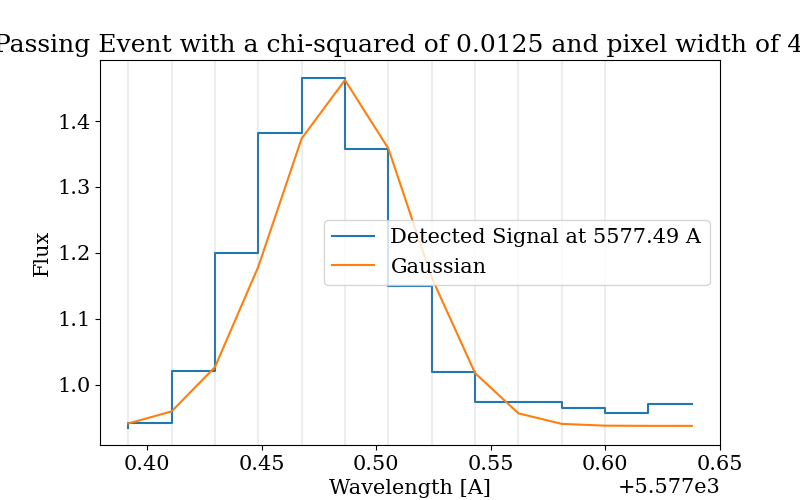 Passing Event with a chi-squared of 0.0125 and pixel width of 4
1.4
1.3
1.2
1.1
1.0
Flux
Detected Signal at 5577.49 A
Gaussian
0.40 0.45 0.50 0.55 0.60 0.65
Wavelength [A]
+5.577e3